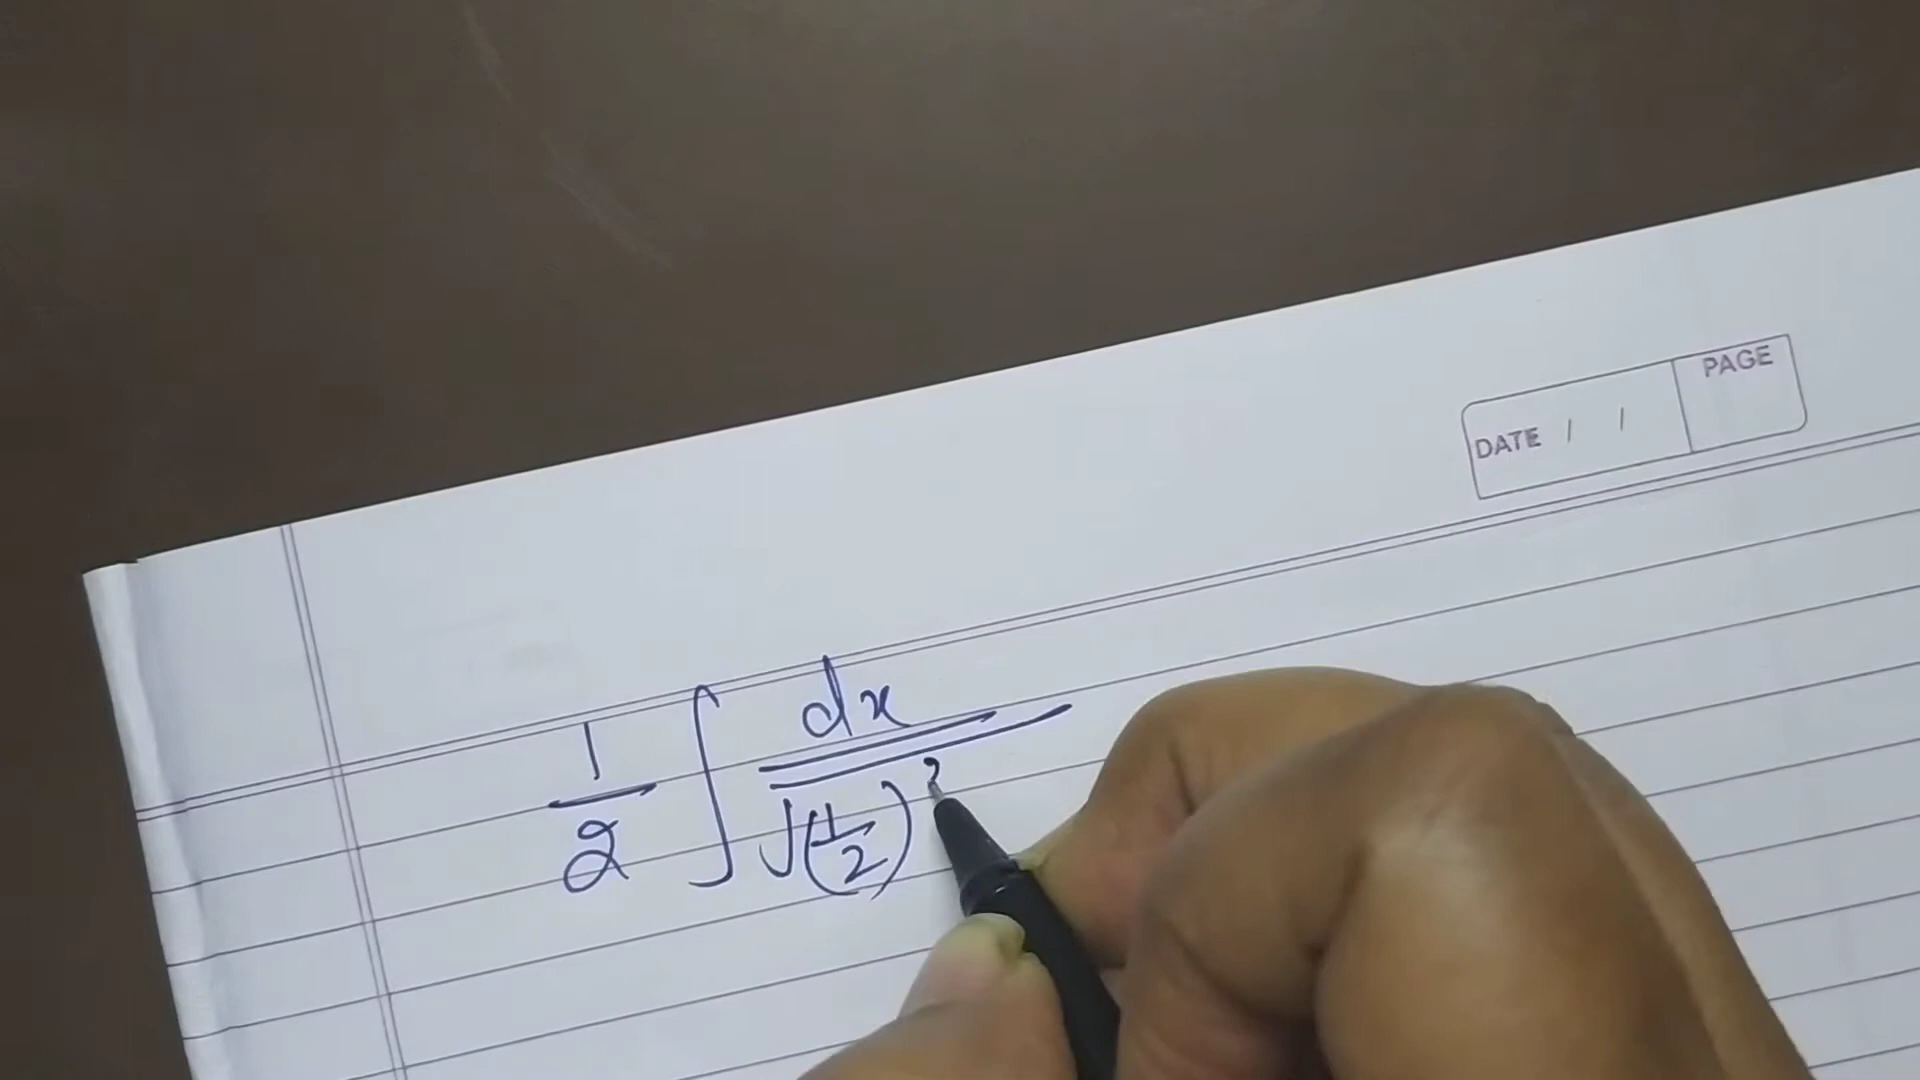 PAGE
DATE / /
1/2 ∫ dx / √(1/2)²